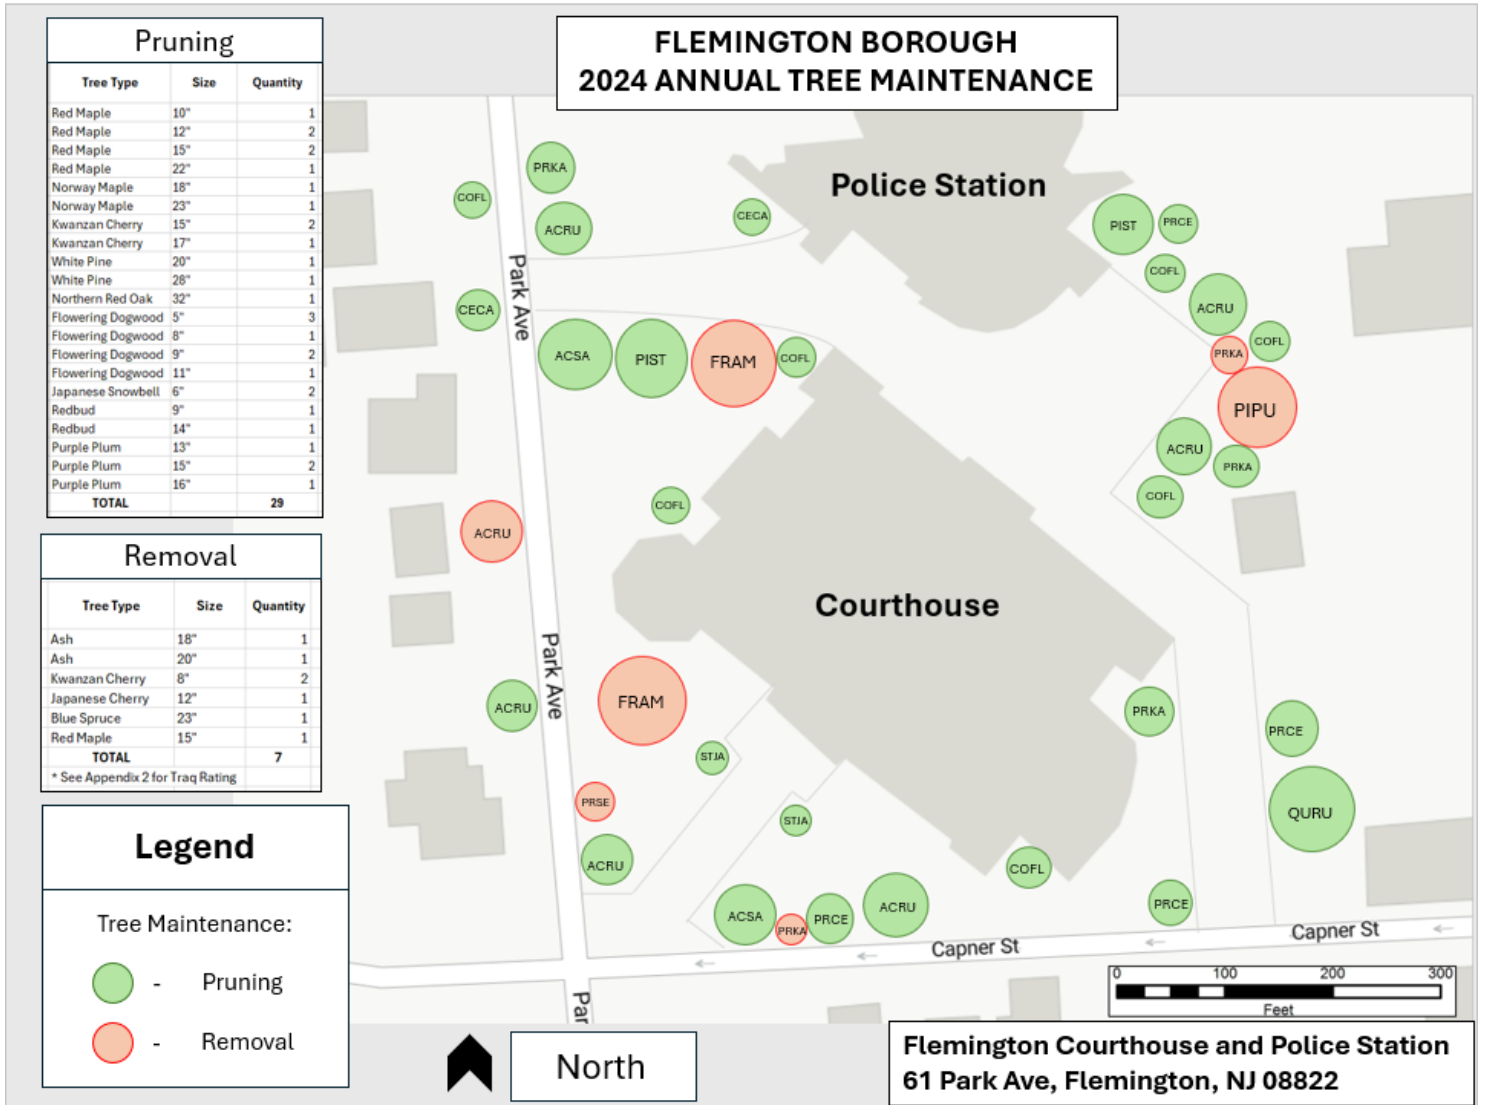 FLEMINGTON BOROUGH
2024 ANNUAL TREE MAINTENANCE
Pruning
Tree Type Size Quantity
Red Maple 10" 1
Red Maple 12" 2
Red Maple 15" 2
Red Maple 22" 1
Norway Maple 18" 1
Norway Maple 23" 1
Kwanzan Cherry 15" 2
Kwanzan Cherry 17" 1
White Pine 20" 1
White Pine 28" 1
Northern Red Oak 32" 1
Flowering Dogwood 5" 3
Flowering Dogwood 8" 1
Flowering Dogwood 9" 2
Flowering Dogwood 11" 1
Japanese Snowbell 6" 2
Redbud 9" 1
Redbud 14" 1
Purple Plum 13" 1
Purple Plum 15" 2
Purple Plum 16" 1
TOTAL 29
Removal
Tree Type Size Quantity
Ash 18" 1
Ash 20" 1
Kwanzan Cherry 8" 2
Japanese Cherry 12" 1
Blue Spruce 23" 1
Red Maple 15" 1
TOTAL 7
* See Appendix 2 for Traq Rating
Legend
Tree Maintenance:
- Pruning
- Removal
PRKA
COFL
ACRU
CECA
Police Station
PIST
PRCE
COFL
CECA
Park Ave
ACRU
ACSA
PIST
FRAM
COFL
COFL
PRKA
PIPU
ACRU
PRKA
COFL
COFL
ACRU
Courthouse
Park Ave
ACRU
FRAM
PRKA
PRCE
STJA
PRSE
STJA
QURU
ACRU
COFL
ACSA
PRKA
PRCE
ACRU
PRCE
Capner St
Capner St
Par
0 100 200 300
Feet
North
Flemington Courthouse and Police Station
61 Park Ave, Flemington, NJ 08822